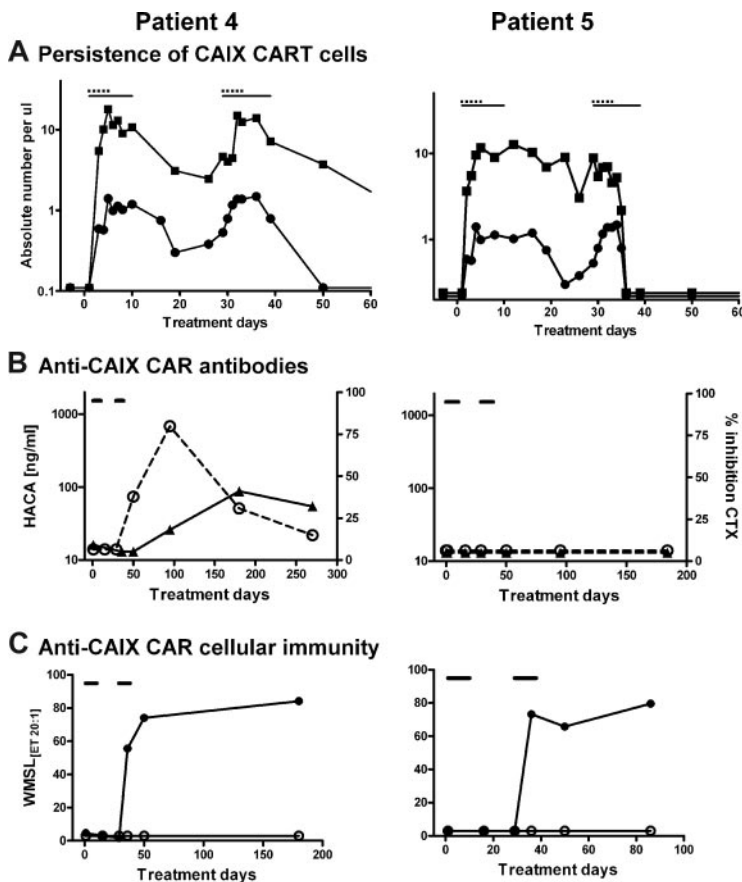 Patient 4 Patient 5
A Persistence of CAIX CART cells
Absolute number per ul
10
1
0.1
0 10 20 30 40 50 60
Treatment days
10
1
0 10 20 30 40 50 60
Treatment days
B Anti-CAIX CAR antibodies
HACA [ng/ml]
1000
100
10
100
75
50
25
0
0 50 100 150 200 250 300
Treatment days
1000
100
10
100
75
50
25
0
% inhibition CTX
0 50 100 150 200
Treatment days
C Anti-CAIX CAR cellular immunity
WMSL[ET 20:1]
100
80
60
40
20
0
0 50 100 150 200
Treatment days
100
80
60
40
20
0
0 20 40 60 80 100
Treatment days